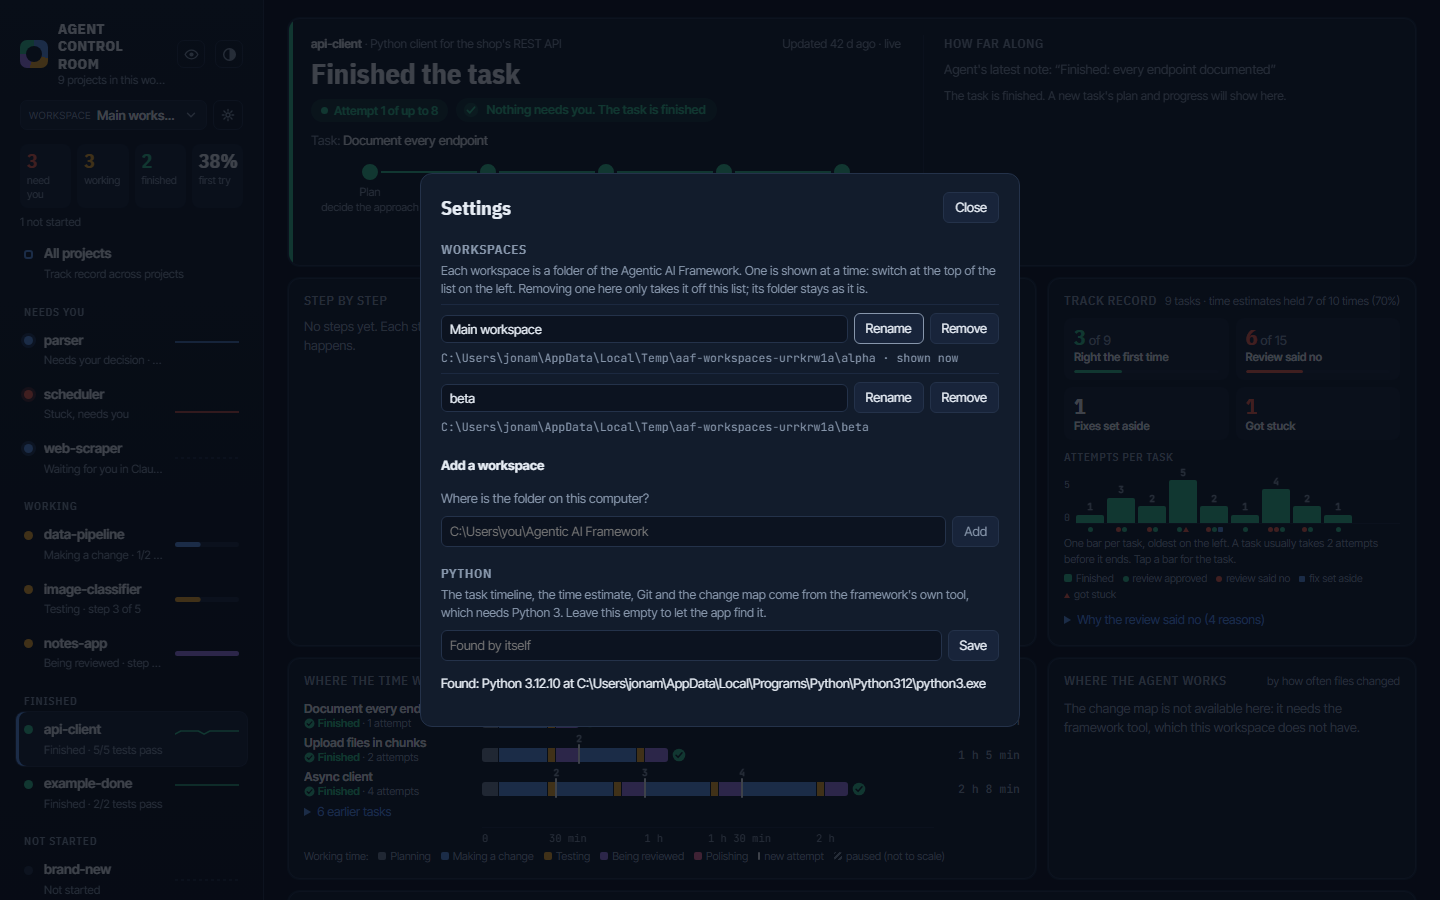 AGENT
CONTROL
ROOM
9 projects in this wo...
WORKSPACE Main works...
3 need you
3 working
2 finished
38% first try
1 not started
All projects
Track record across projects
NEEDS YOU
parser
Needs your decision · ...
scheduler
Stuck, needs you
web-scraper
Waiting for you in Clau...
WORKING
data-pipeline
Making a change · 1/2 ...
image-classifier
Testing · step 3 of 5
notes-app
Being reviewed · step ...
FINISHED
api-client
Finished · 5/5 tests pass
example-done
Finished · 2/2 tests pass
NOT STARTED
brand-new
Not started
api-client · Python client for the shop's REST API
Updated 42 d ago · live
Finished the task
Attempt 1 of up to 8
Nothing needs you. The task is finished
Task: Document every endpoint
Plan
decide the approach
HOW FAR ALONG
Agent's latest note: "Finished: every endpoint documented"
The task is finished. A new task's plan and progress will show here.
STEP BY STEP
No steps yet. Each st
happens.
Settings
Close
WORKSPACES
Each workspace is a folder of the Agentic AI Framework. One is shown at a time: switch at the top of the
list on the left. Removing one here only takes it off this list; its folder stays as it is.
Main workspace
Rename
Remove
C:\Users\jonam\AppData\Local\Temp\aaf-workspaces-urrkrw1a\alpha · shown now
beta
Rename
Remove
C:\Users\jonam\AppData\Local\Temp\aaf-workspaces-urrkrw1a\beta
Add a workspace
Where is the folder on this computer?
C:\Users\you\Agentic AI Framework
Add
PYTHON
The task timeline, the time estimate, Git and the change map come from the framework's own tool,
which needs Python 3. Leave this empty to let the app find it.
Found by itself
Save
Found: Python 3.12.10 at C:\Users\jonam\AppData\Local\Programs\Python\Python312\python3.exe
TRACK RECORD
9 tasks · time estimates held 7 of 10 times (70%)
3 of 9
Right the first time
6 of 15
Review said no
1
Fixes set aside
1
Got stuck
ATTEMPTS PER TASK
5
0
1 3 2 5 2 1 4 2 1
One bar per task, oldest on the left. A task usually takes 2 attempts
before it ends. Tap a bar for the task.
Finished review approved review said no fix set aside
got stuck
Why the review said no (4 reasons)
WHERE THE TIME W
Document every end
Finished · 1 attempt
Upload files in chunks
Finished · 2 attempts
2
1 h 5 min
Async client
Finished · 4 attempts
2 3 4
2 h 8 min
6 earlier tasks
0 30 min 1 h 1 h 30 min 2 h
Working time: Planning Making a change Testing Being reviewed Polishing new attempt paused (not to scale)
WHERE THE AGENT WORKS
by how often files changed
The change map is not available here: it needs the
framework tool, which this workspace does not have.